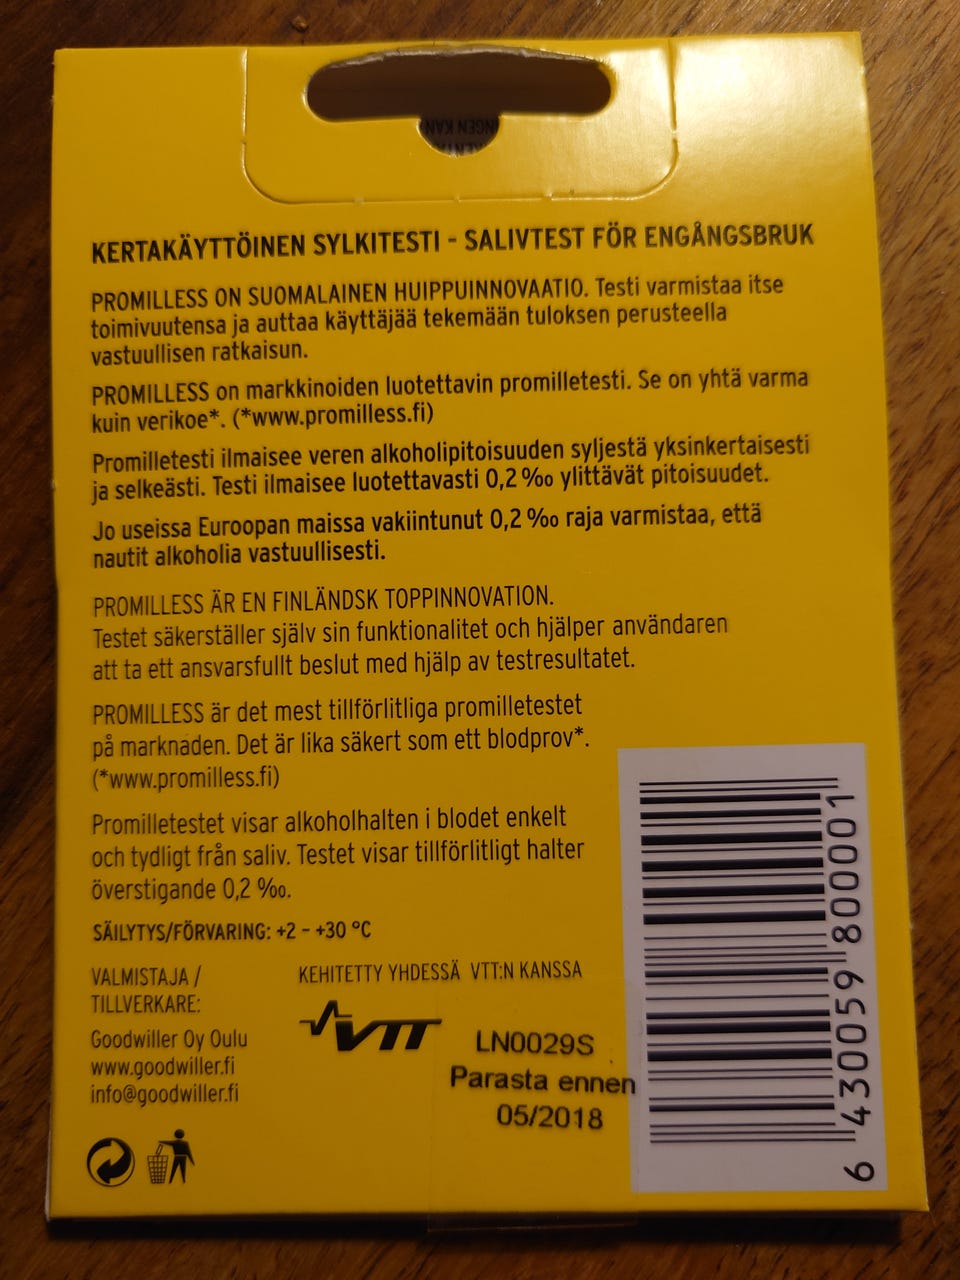 NGEN KAN
KERTAKÄYTTÖINEN SYLKITESTI - SALIVTEST FÖR ENGÅNGSBRUK
PROMILLESS ON SUOMALAINEN HUIPPUINNOVAATIO. Testi varmistaa itse
toimivuutensa ja auttaa käyttäjää tekemään tuloksen perusteella
vastuullisen ratkaisun.
PROMILLESS on markkinoiden luotettavin promilletesti. Se on yhtä varma
kuin verikoe*. (*www.promilless.fi)
Promilletesti ilmaisee veren alkoholipitoisuuden syljestä yksinkertaisesti
ja selkeästi. Testi ilmaisee luotettavasti 0,2 ‰ ylittävät pitoisuudet.
Jo useissa Euroopan maissa vakiintunut 0,2 ‰ raja varmistaa, että
nautit alkoholia vastuullisesti.
PROMILLESS ÄR EN FINLÄNDSK TOPPINNOVATION.
Testet säkerställer själv sin funktionalitet och hjälper användaren
att ta ett ansvarsfullt beslut med hjälp av testresultatet.
PROMILLESS är det mest tillförlitliga promilletestet
på marknaden. Det är lika säkert som ett blodprov*.
(*www.promilless.fi)
Promilletestet visar alkoholhalten i blodet enkelt
och tydligt från saliv. Testet visar tillförlitligt halter
överstigande 0,2 ‰.
SÄILYTYS/FÖRVARING: +2 - +30 °C
VALMISTAJA /
TILLVERKARE:
Goodwiller Oy Oulu
www.goodwiller.fi
info@goodwiller.fi
KEHITETTY YHDESSÄ VTT:N KANSSA
VTT
LN0029S
Parasta ennen
05/2018
6 430059 800001